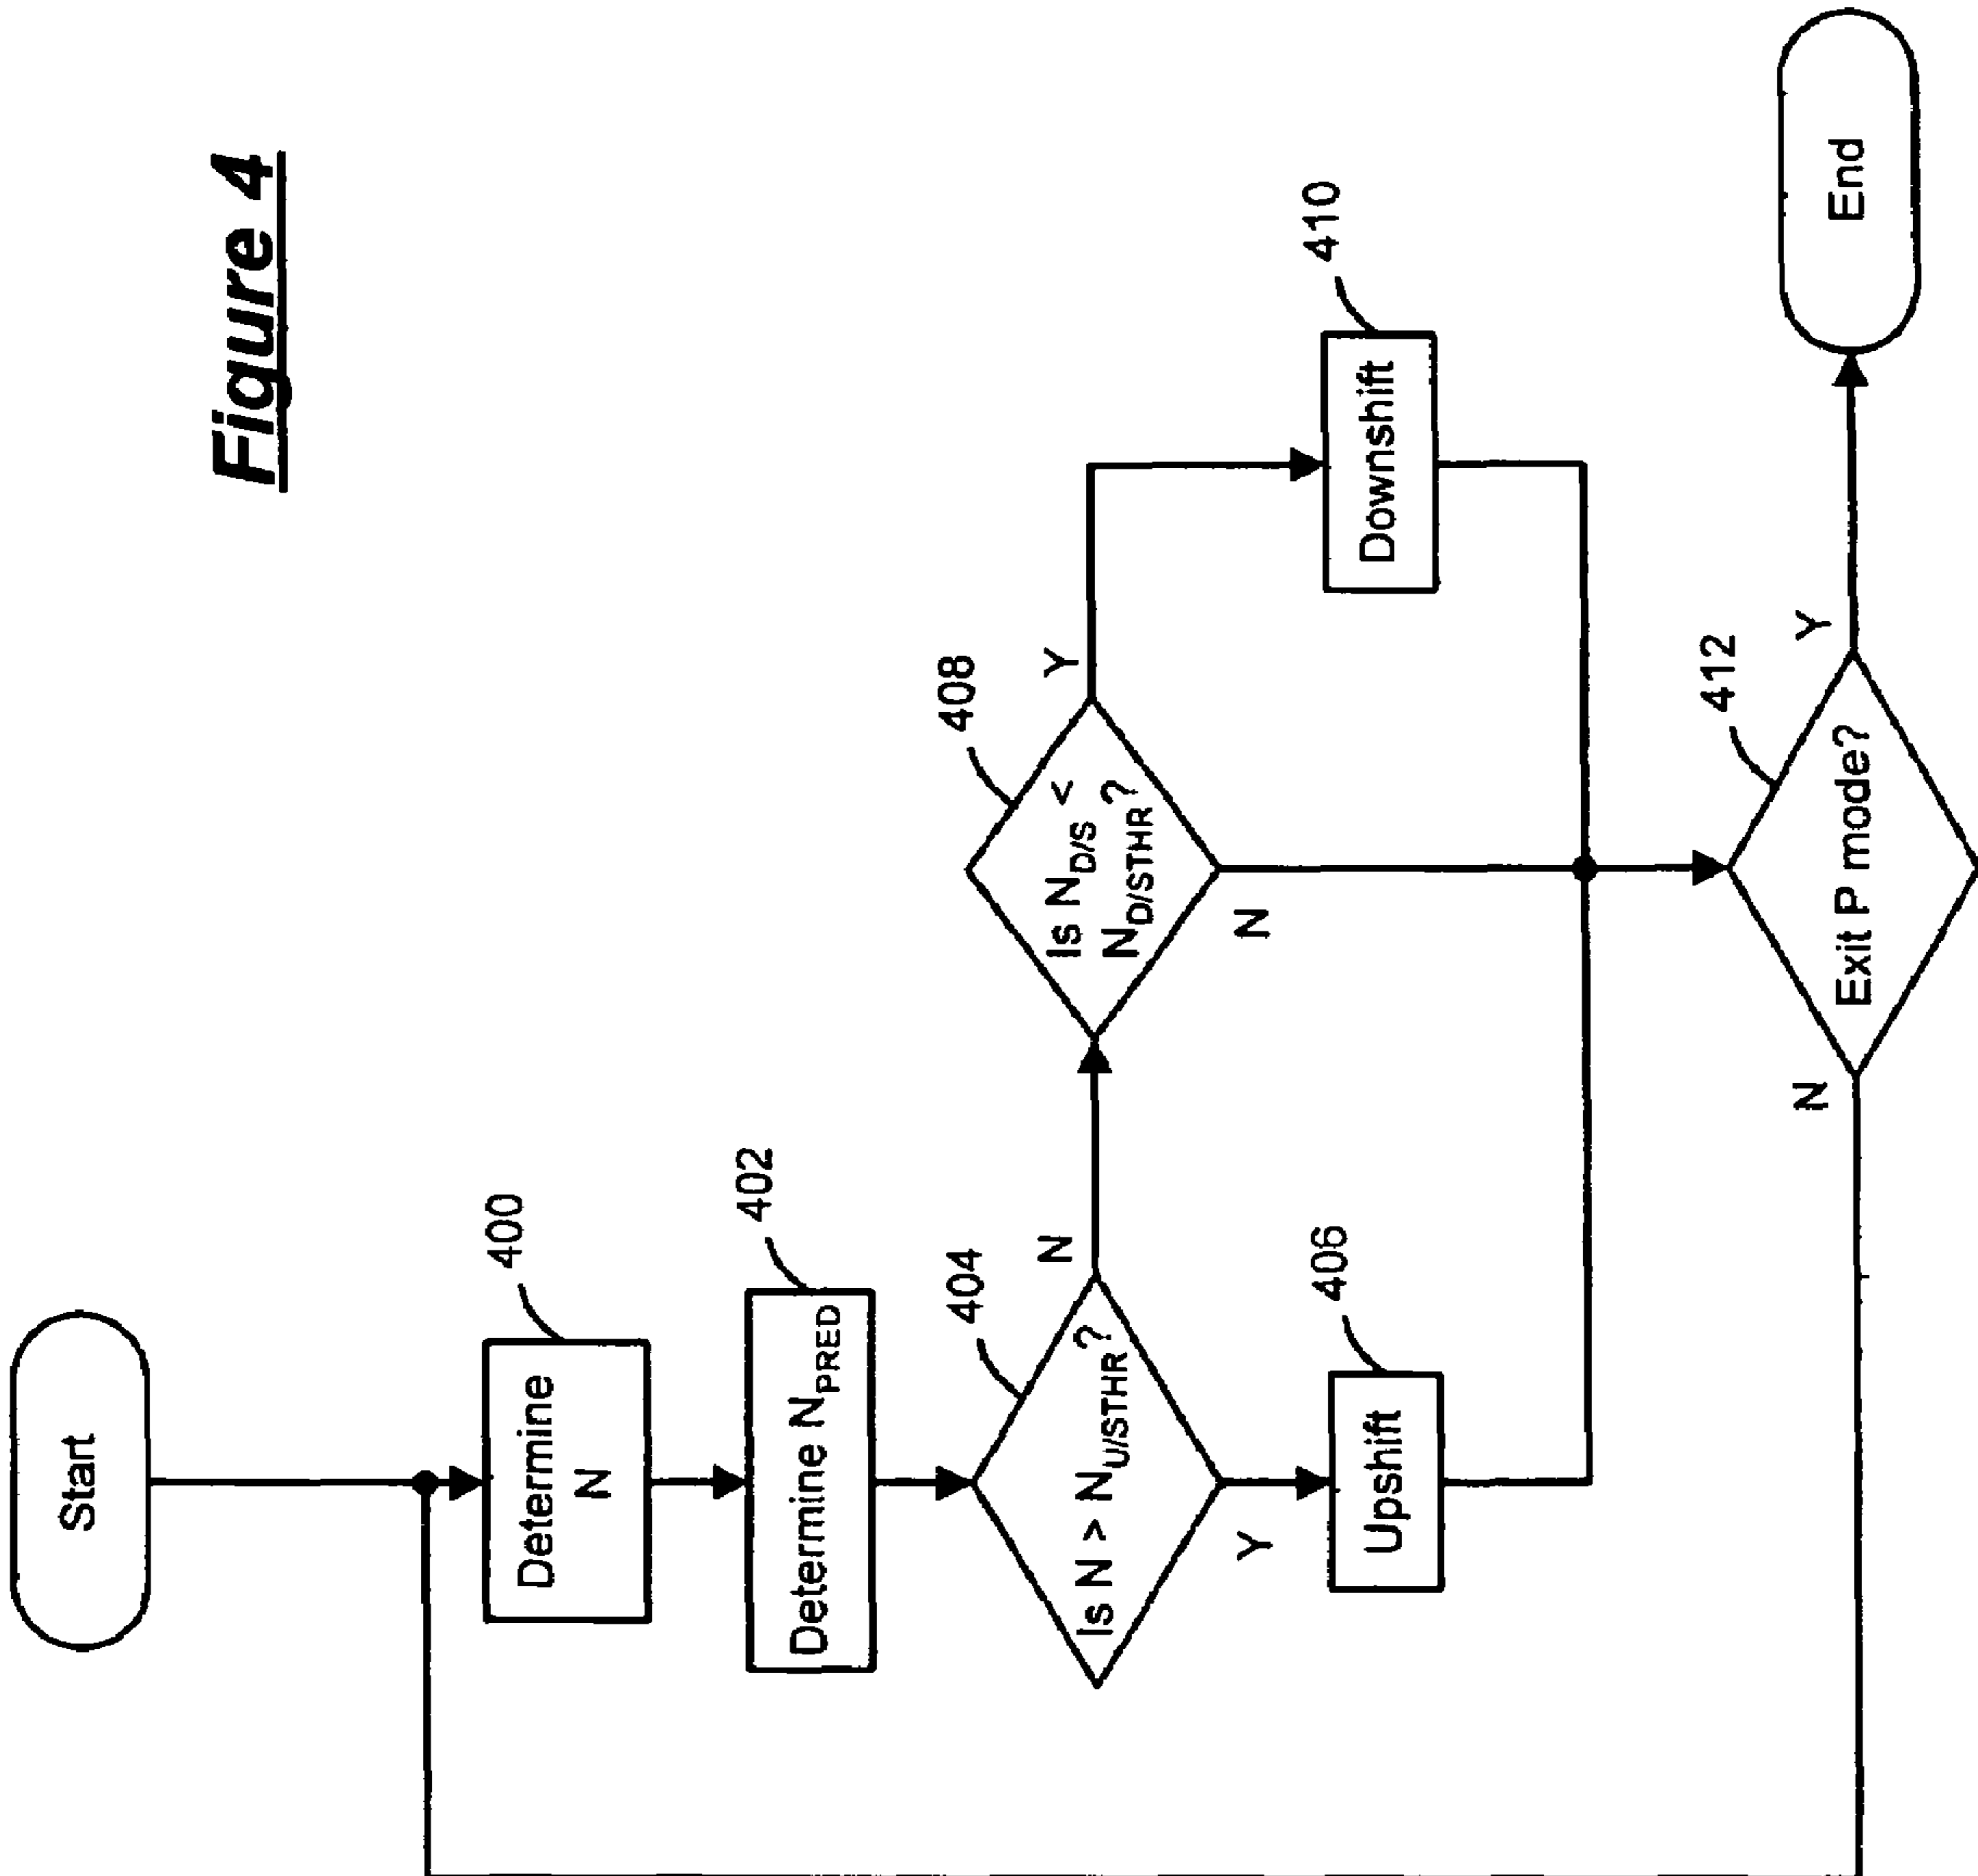 Figure 4
Start
400
Determine
N
402
Determine N_PRED
404
Is N > N_U/STHR ?
N
Y
406
Upshift
408
Is N_D/S <
N_D/STHR ?
Y
N
410
Downshift
412
Exit P mode?
N
Y
End